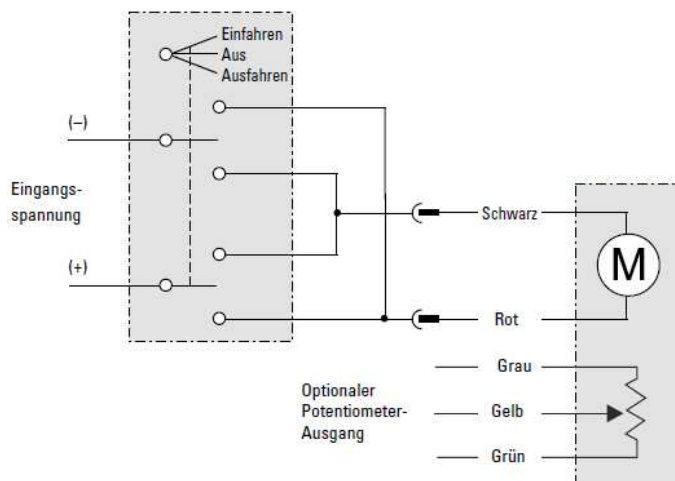 Einfahren
Aus
Ausfahren
(–)
Eingangs-
spannung
(+)
Schwarz
M
Rot
Grau
Optionaler
Potentiometer-
Ausgang
Gelb
Grün